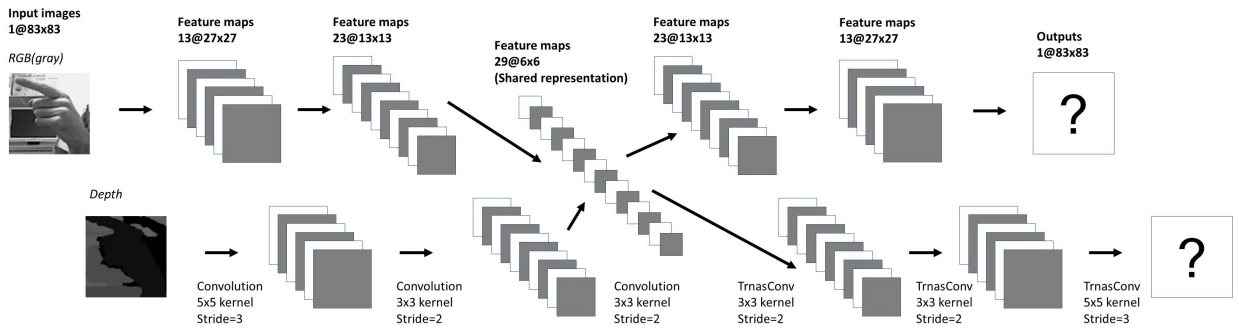 Input images
1@83x83
RGB(gray)
Feature maps
13@27x27
Feature maps
23@13x13
Feature maps
29@6x6
(Shared representation)
Feature maps
23@13x13
Feature maps
13@27x27
Outputs
1@83x83
?
Depth
?
Convolution
5x5 kernel
Stride=3
Convolution
3x3 kernel
Stride=2
Convolution
3x3 kernel
Stride=2
TrnasConv
3x3 kernel
Stride=2
TrnasConv
3x3 kernel
Stride=2
TrnasConv
5x5 kernel
Stride=3